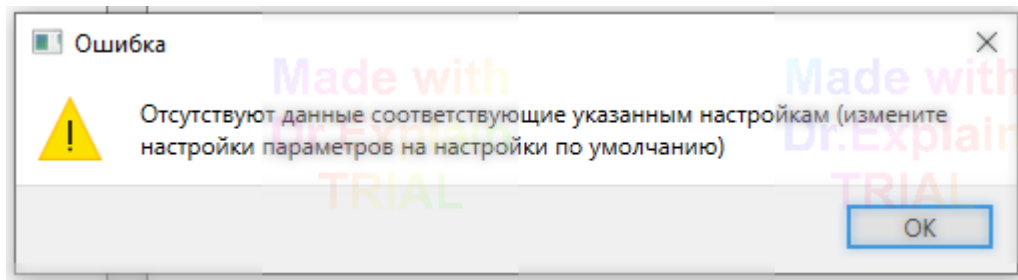 Ошибка
Made with
Dr.Explain
TRIAL
Made with
Dr.Explain
TRIAL
Отсутствуют данные соответствующие указанным настройкам (измените
настройки параметров на настройки по умолчанию)
OK